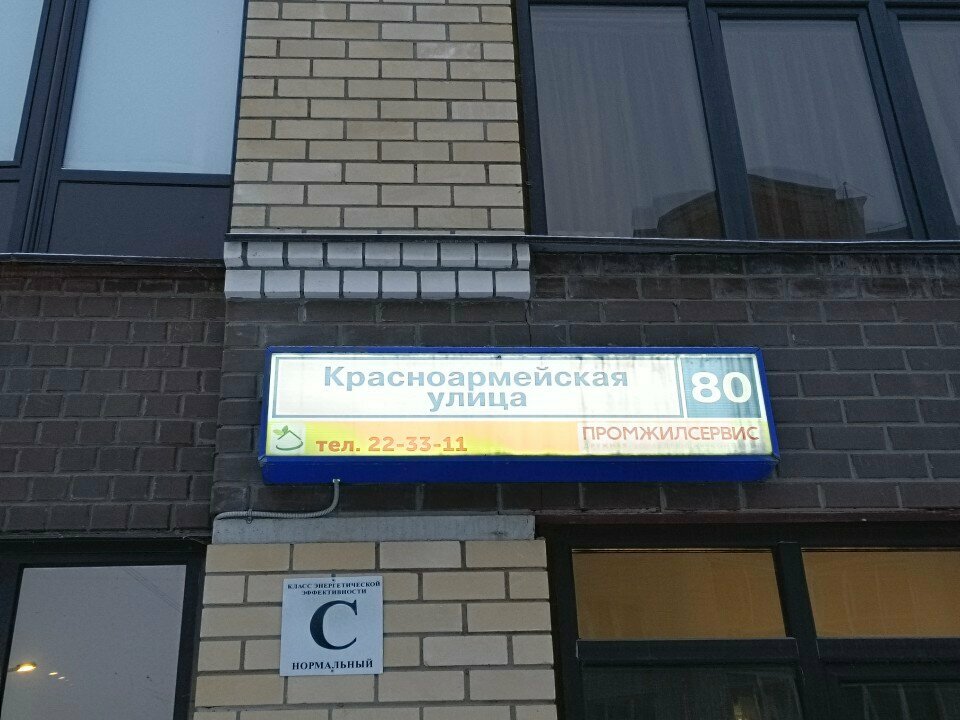 Красноармейская
улица
80
тел. 22-33-11
ПРОМЖИЛСЕРВИС
КЛАСС ЭНЕРГЕТИЧЕСКОЙ
ЭФФЕКТИВНОСТИ
С
НОРМАЛЬНЫЙ